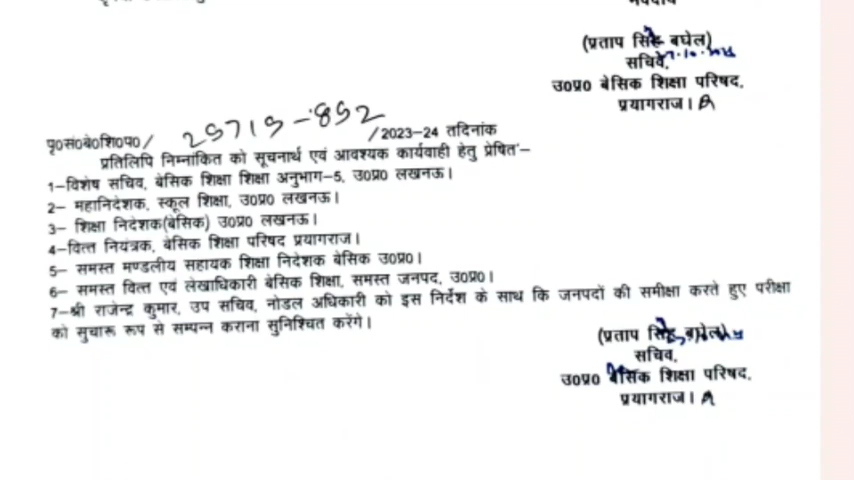 (प्रताप सिंह बघेल)
सचिव,
उ0प्र0 बेसिक शिक्षा परिषद,
प्रयागराज।
पृ0सं0बे0शि0प0/ 25715-852 /2023-24 तदिनांक
प्रतिलिपि निम्नांकित को सूचनार्थ एवं आवश्यक कार्यवाही हेतु प्रेषित–
1–विशेष सचिव, बेसिक शिक्षा शिक्षा अनुभाग–5, उ0प्र0 लखनऊ।
2– महानिदेशक, स्कूल शिक्षा, उ0प्र0 लखनऊ।
3– शिक्षा निदेशक(बेसिक) उ0प्र0 लखनऊ।
4–वित्त नियंत्रक, बेसिक शिक्षा परिषद प्रयागराज।
5– समस्त मण्डलीय सहायक शिक्षा निदेशक बेसिक उ0प्र0।
6– समस्त वित्त एवं लेखाधिकारी बेसिक शिक्षा, समस्त जनपद, उ0प्र0।
7–श्री राजेन्द्र कुमार, उप सचिव, नोडल अधिकारी को इस निर्देश के साथ कि जनपदों की समीक्षा करते हुए परीक्षा
को सुचारू रूप से सम्पन्न कराना सुनिश्चित करेंगे।
(प्रताप सिंह बघेल)
सचिव,
उ0प्र0 बेसिक शिक्षा परिषद,
प्रयागराज।